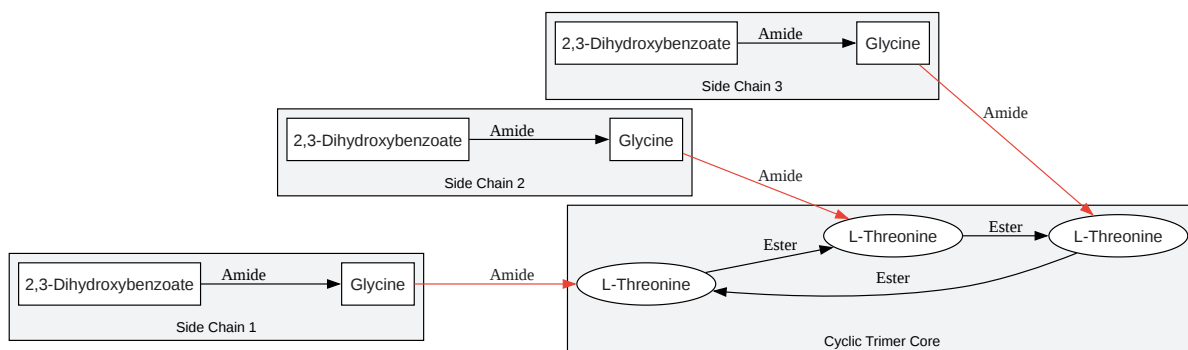 2,3-Dihydroxybenzoate
Amide
Glycine
Side Chain 3
Amide
2,3-Dihydroxybenzoate
Amide
Glycine
Side Chain 2
Amide
L-Threonine
Ester
L-Threonine
Ester
Ester
2,3-Dihydroxybenzoate
Amide
Glycine
Side Chain 1
Amide
L-Threonine
Cyclic Trimer Core